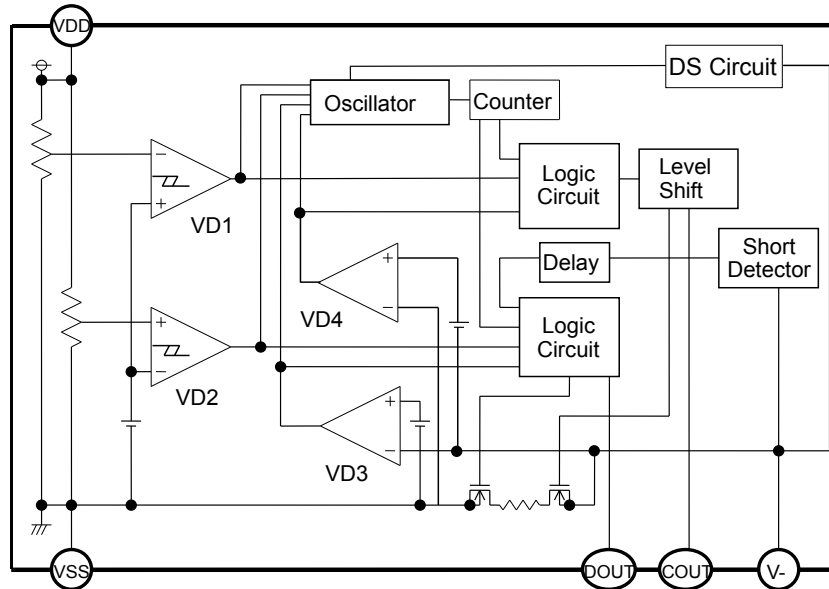 VDD
DS Circuit
Oscillator
Counter
−
+
VD1
Logic
Circuit
Level
Shift
Short
Detector
Delay
+
−
VD4
+
−
VD2
Logic
Circuit
+
−
VD3
VSS
DOUT
COUT
V-